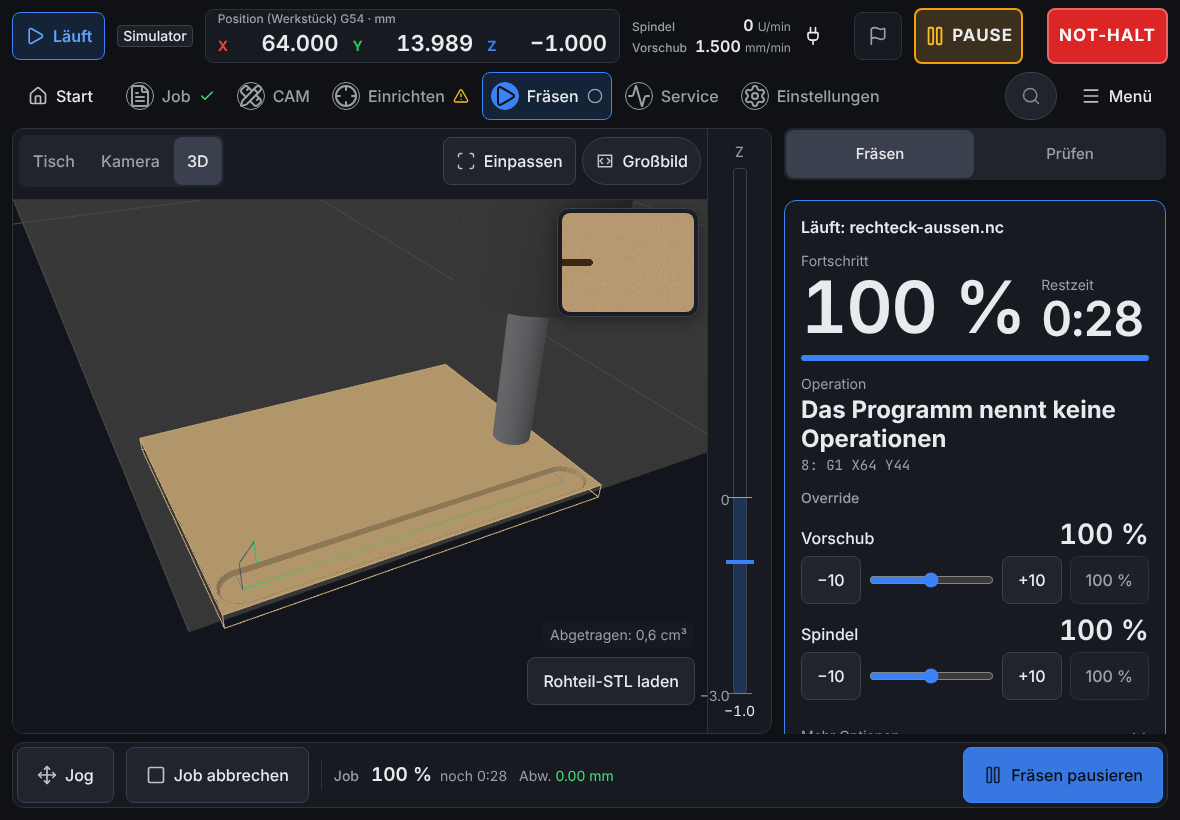 Läuft
Simulator
Position (Werkstück) G54 · mm
X 64.000 Y 13.989 Z −1.000
Spindel 0 U/min
Vorschub 1.500 mm/min
PAUSE
NOT-HALT
Start
Job
CAM
Einrichten
Fräsen
Service
Einstellungen
Menü
Tisch
Kamera
3D
Einpassen
Großbild
Z
0
−3.0
−1.0
Abgetragen: 0,6 cm³
Rohteil-STL laden
Fräsen
Prüfen
Läuft: rechteck-aussen.nc
Fortschritt
100 %
Restzeit
0:28
Operation
Das Programm nennt keine
Operationen
8: G1 X64 Y44
Override
Vorschub 100 %
−10 +10 100 %
Spindel 100 %
−10 +10 100 %
Mehr Optionen
Jog
Job abbrechen
Job 100 % noch 0:28 Abw. 0.00 mm
Fräsen pausieren